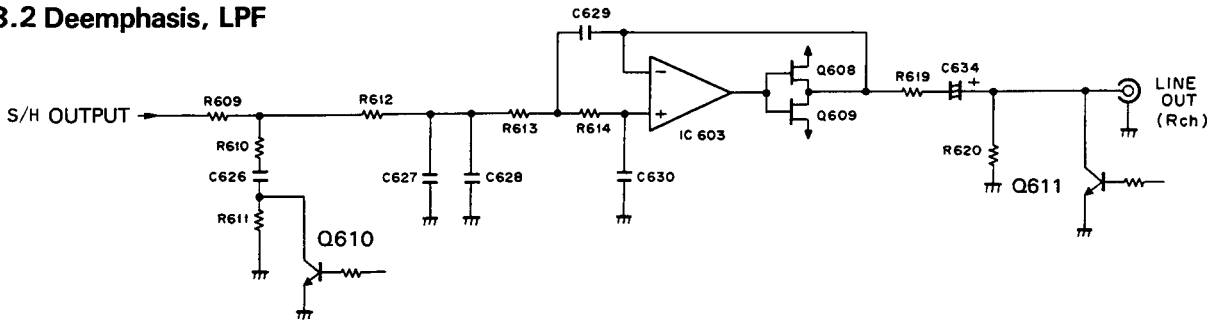 3.2 Deemphasis, LPF
C629
S/H OUTPUT
R609
R612
R610
C626
R611
Q610
C627
C628
R613
R614
C630
−
+
IC 603
Q608
Q609
R619
C634
+
R620
Q611
LINE
OUT
(Rch)